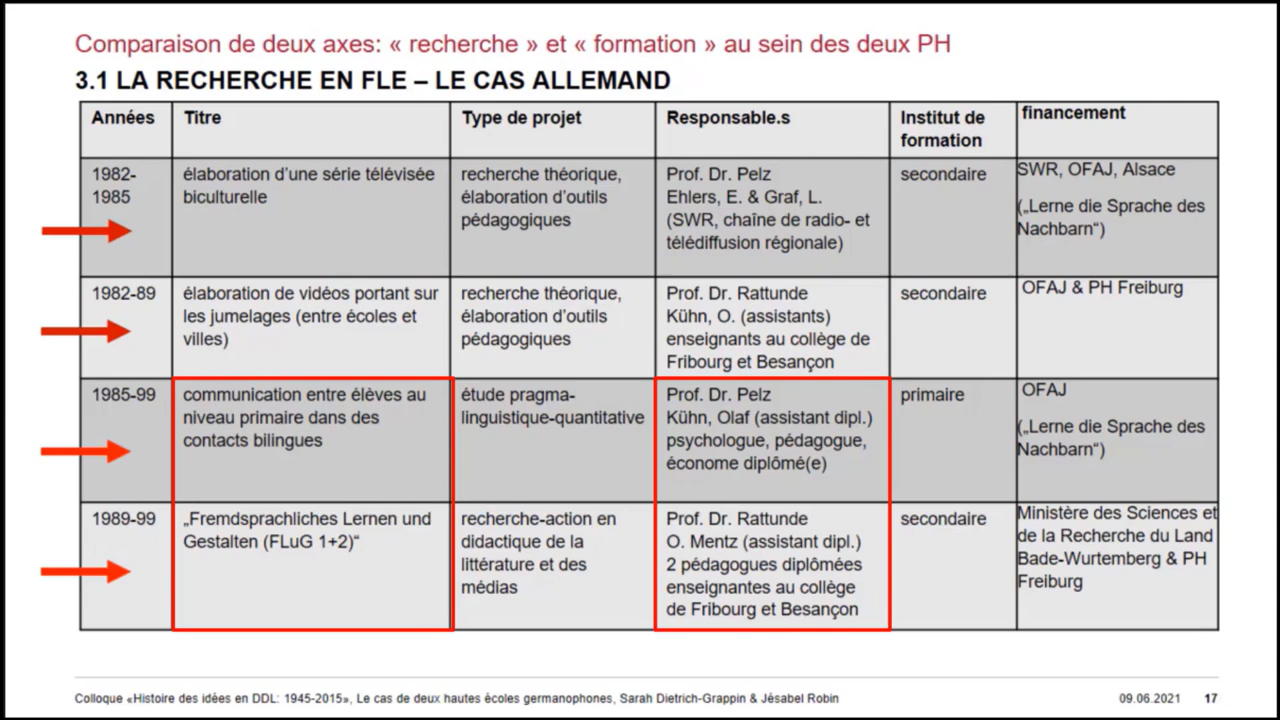 Comparaison de deux axes: « recherche » et « formation » au sein des deux PH
3.1 LA RECHERCHE EN FLE – LE CAS ALLEMAND
Années
Titre
Type de projet
Responsable.s
Institut de
formation
financement
1982-
1985
élaboration d’une série télévisée
biculturelle
recherche théorique,
élaboration d’outils
pédagogiques
Prof. Dr. Pelz
Ehlers, E. & Graf, L.
(SWR, chaîne de radio- et
télédiffusion régionale)
secondaire
SWR, OFAJ, Alsace
(„Lerne die Sprache des
Nachbarn“)
1982-89
élaboration de vidéos portant sur
les jumelages (entre écoles et
villes)
recherche théorique,
élaboration d’outils
pédagogiques
Prof. Dr. Rattunde
Kühn, O. (assistants)
enseignants au collège de
Fribourg et Besançon
secondaire
OFAJ & PH Freiburg
1985-99
communication entre élèves au
niveau primaire dans des
contacts bilingues
étude pragma-
linguistique-quantitative
Prof. Dr. Pelz
Kühn, Olaf (assistant dipl.)
psychologue, pédagogue,
économe diplômé(e)
primaire
OFAJ
(„Lerne die Sprache des
Nachbarn“)
1989-99
„Fremdsprachliches Lernen und
Gestalten (FLuG 1+2)“
recherche-action en
didactique de la
littérature et des
médias
Prof. Dr. Rattunde
O. Mentz (assistant dipl.)
2 pédagogues diplômées
enseignantes au collège
de Fribourg et Besançon
secondaire
Ministère des Sciences et
de la Recherche du Land
Bade-Wurtemberg & PH
Freiburg
Colloque «Histoire des idées en DDL: 1945-2015», Le cas de deux hautes écoles germanophones, Sarah Dietrich-Grappin & Jésabel Robin
09.06.2021
17